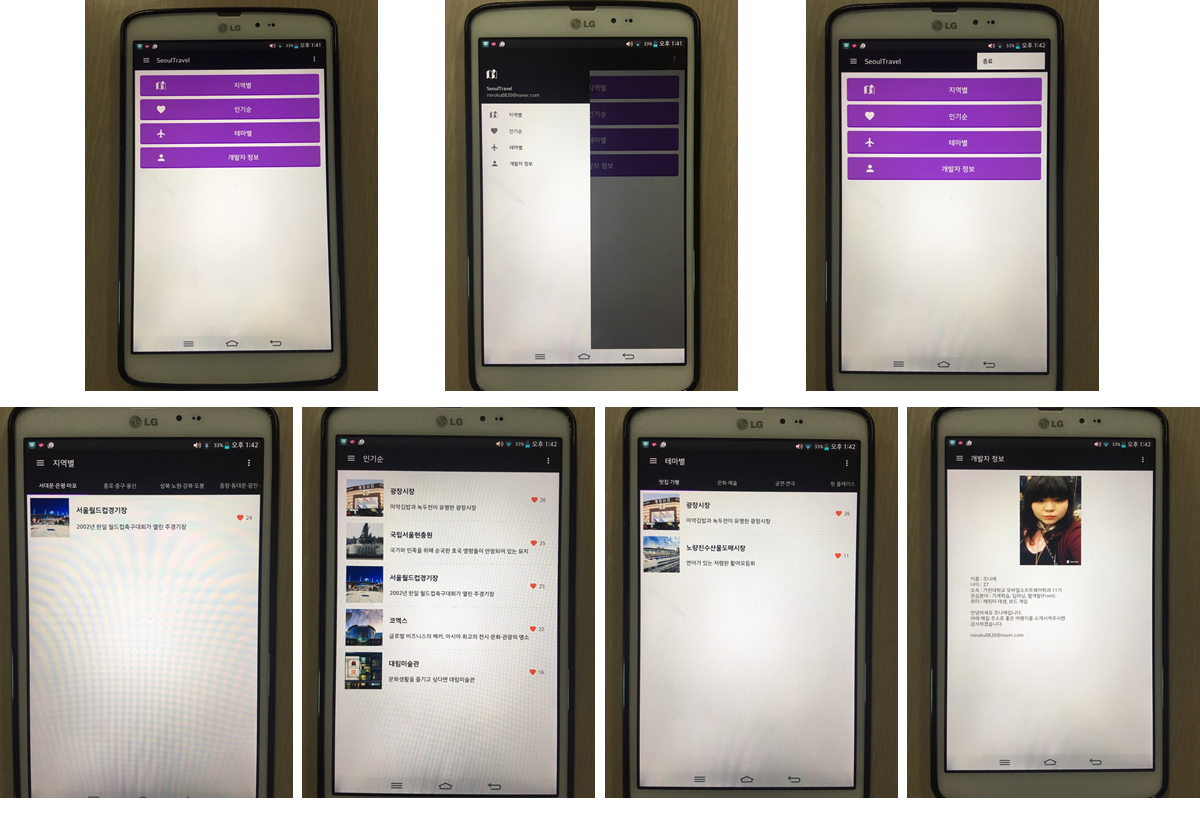 LG
33% 오후 1:41
SeoulTravel
지역별
인기순
테마별
개발자 정보
LG
33% 오후 1:41
SeoulTravel
miroku0820@naver.com
지역별
인기순
테마별
개발자 정보
인기순
LG
33% 오후 1:42
SeoulTravel
종료
지역별
인기순
테마별
개발자 정보
LG
33% 오후 1:42
지역별
서대문·은평·마포 종로·중구·용산 성북·노원·강북·도봉 중랑·동대문·광진·
서울월드컵경기장
24
2002년 한일 월드컵축구대회가 열린 주경기장
LG
33% 오후 1:42
인기순
광장시장
26
마약김밥과 녹두전이 유명한 광장시장
국립서울현충원
25
국가와 민족을 위해 순국한 호국 영령들이 안장되어 있는 묘지
서울월드컵경기장
25
2002년 한일 월드컵축구대회가 열린 주경기장
코엑스
22
글로벌 비즈니스의 메카, 아시아 최고의 전시·문화·관광의 명소
대림미술관
16
문화생활을 즐기고 싶다면 대림미술관
LG
33% 오후 1:42
테마별
맛집 기행 문화·예술 공연·연극 핫 플레이스
광장시장
26
마약김밥과 녹두전이 유명한 광장시장
노량진수산물도매시장
11
연어가 있는 저렴한 활어모음회
LG
33% 오후 1:42
개발자 정보
이름 : 조나래
나이 : 27
소속 : 가천대학교 모바일소프트웨어학과 11기
관심분야 : 기계학습, 딥러닝, 웹개발(Front)
취미 : 캐릭터 태생, 보드 게임
안녕하세요 조나래입니다.
아래 메일 주소로 좋은 여행지를 소개시켜주시면
감사하겠습니다.
miroku0820@naver.com